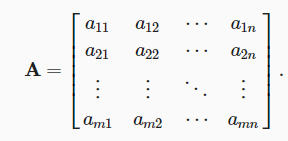 a₁₁ a₁₂ ⋯ a₁ₙ
a₂₁ a₂₂ ⋯ a₂ₙ
𝐀 = ⋮ ⋮ ⋱ ⋮ .
aₘ₁ aₘ₂ ⋯ aₘₙ